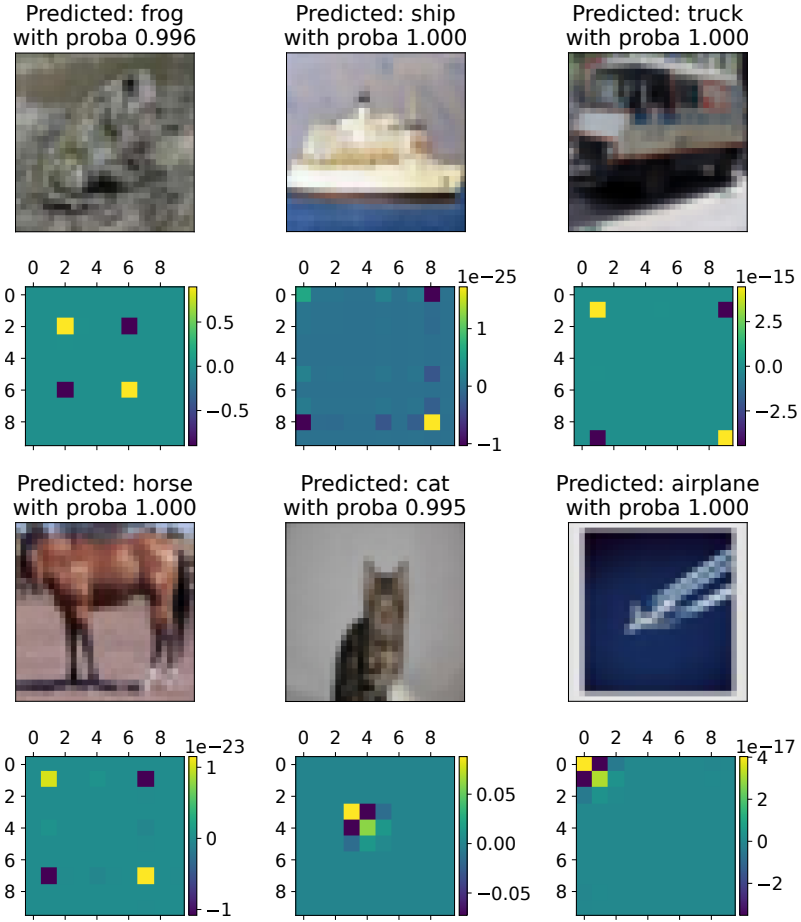 Predicted: frog
with proba 0.996
Predicted: ship
with proba 1.000
Predicted: truck
with proba 1.000
0 2 4 6 8
0
2
4
6
8
0.5
0.0
−0.5
0 2 4 6 8
0
2
4
6
8
1e−25
1
0
−1
0 2 4 6 8
0
2
4
6
8
1e−15
2.5
0.0
−2.5
Predicted: horse
with proba 1.000
Predicted: cat
with proba 0.995
Predicted: airplane
with proba 1.000
0 2 4 6 8
0
2
4
6
8
1e−23
1
0
−1
0 2 4 6 8
0
2
4
6
8
0.05
0.00
−0.05
0 2 4 6 8
0
2
4
6
8
1e−17
4
2
0
−2